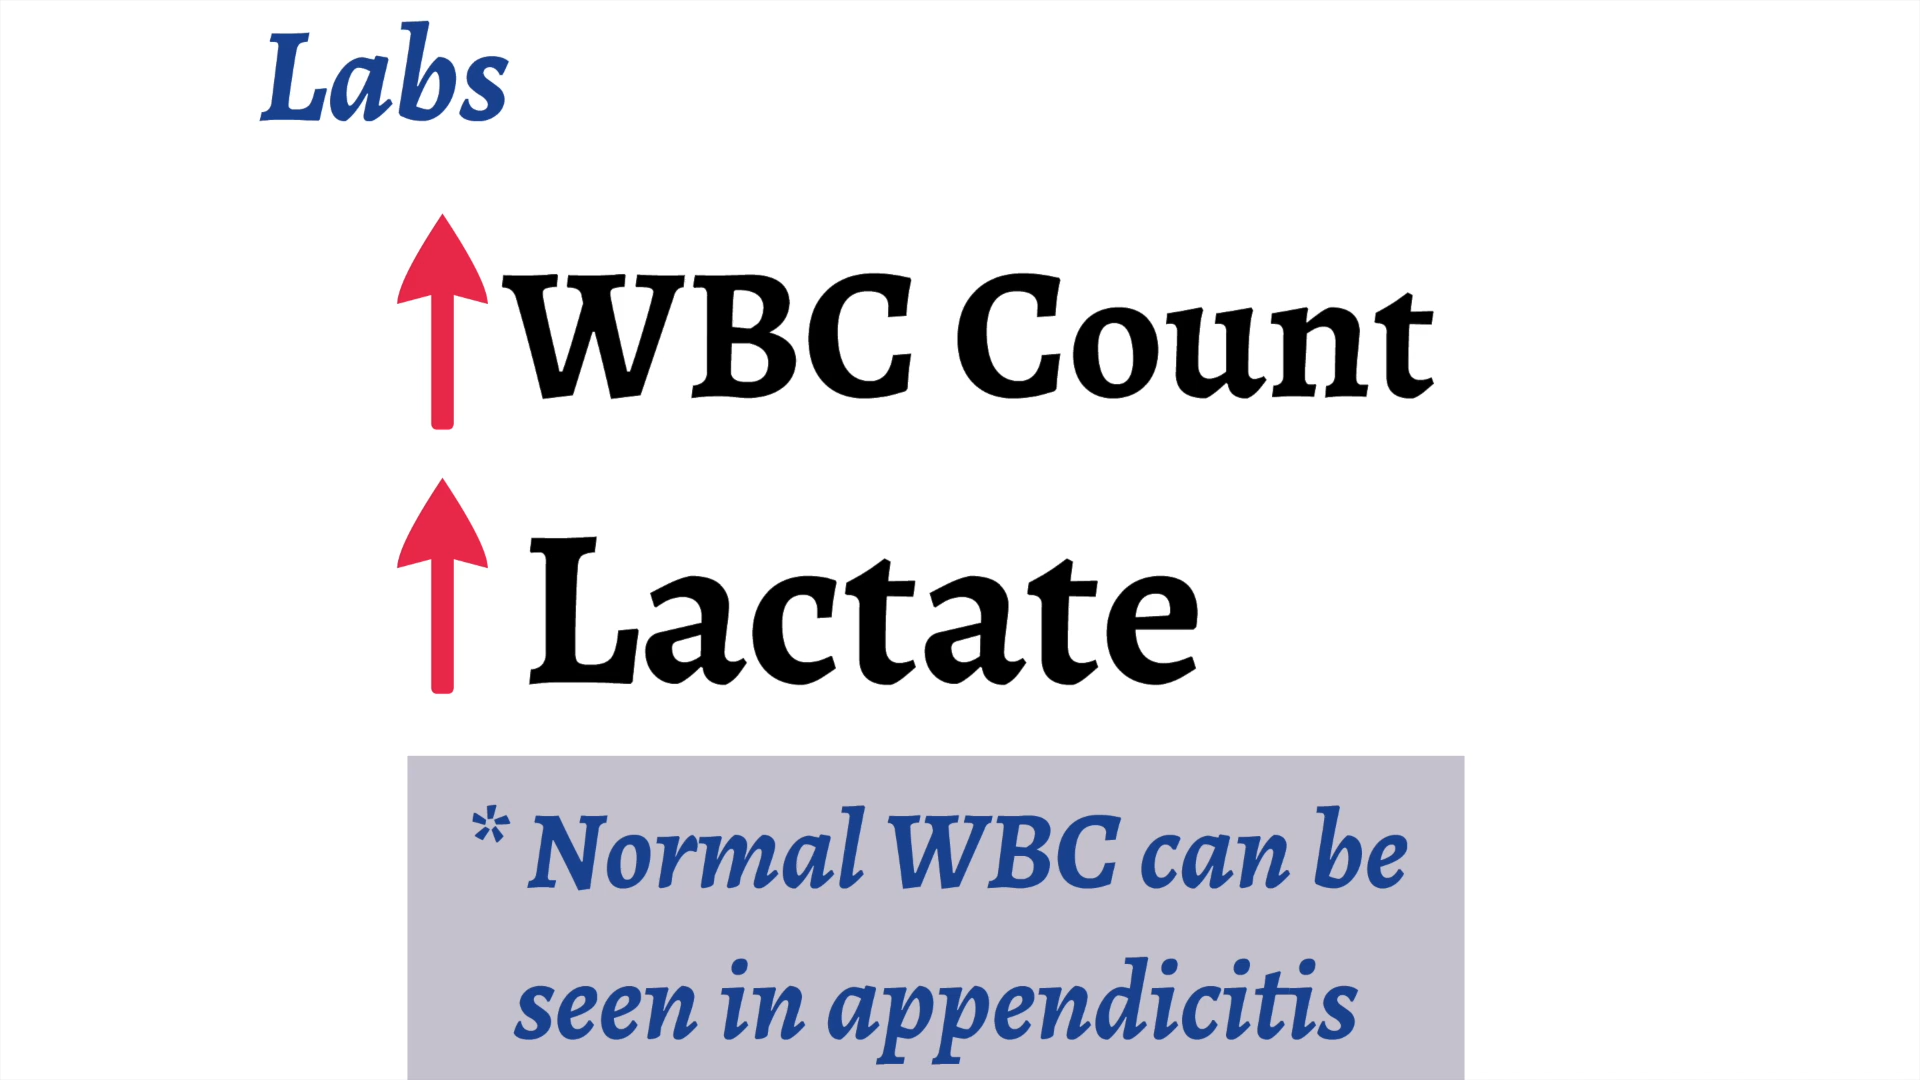 Labs
WBC Count
Lactate
* Normal WBC can be
seen in appendicitis